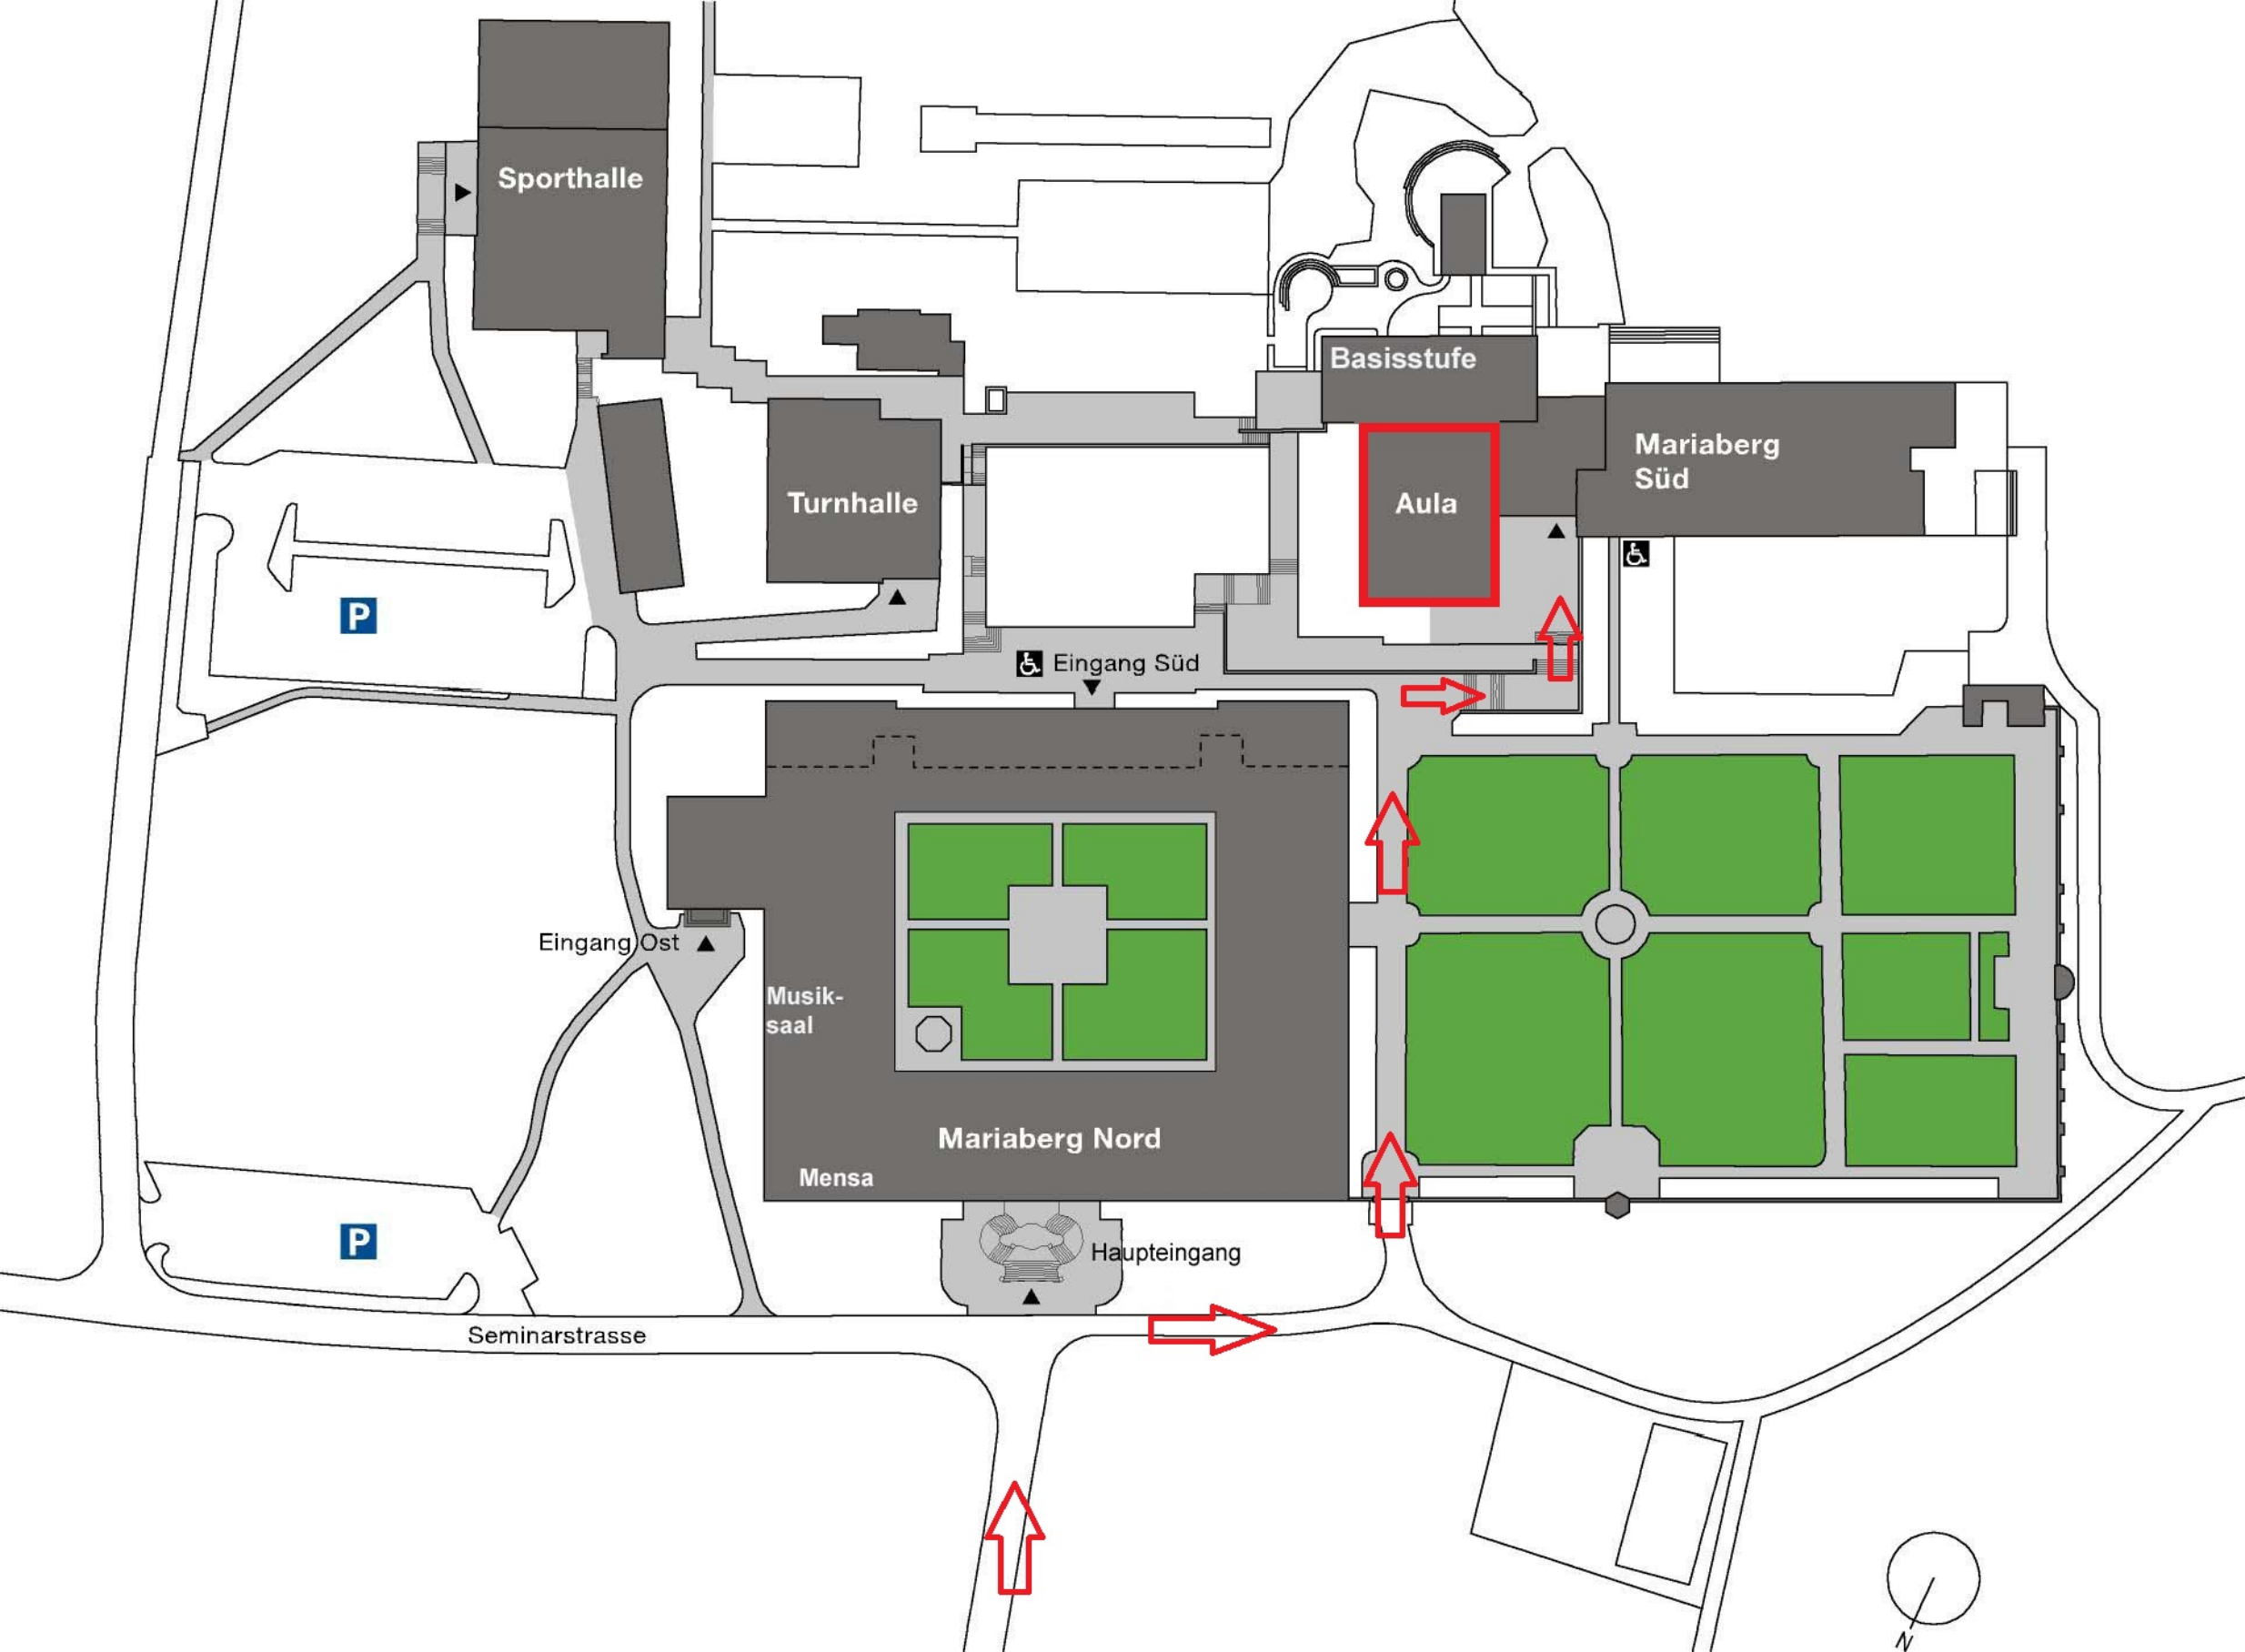 Sporthalle
Basisstufe
Mariaberg
Süd
Turnhalle
Aula
P
Eingang Süd
Eingang Ost
Musik-
saal
Mariaberg Nord
Mensa
P
Haupteingang
Seminarstrasse
N